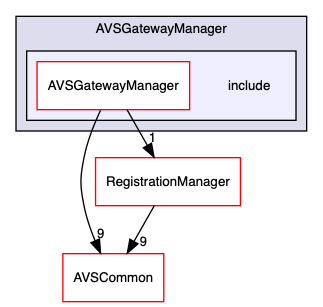 AVSGatewayManager
AVSGatewayManager
include
1
RegistrationManager
9
9
AVSCommon